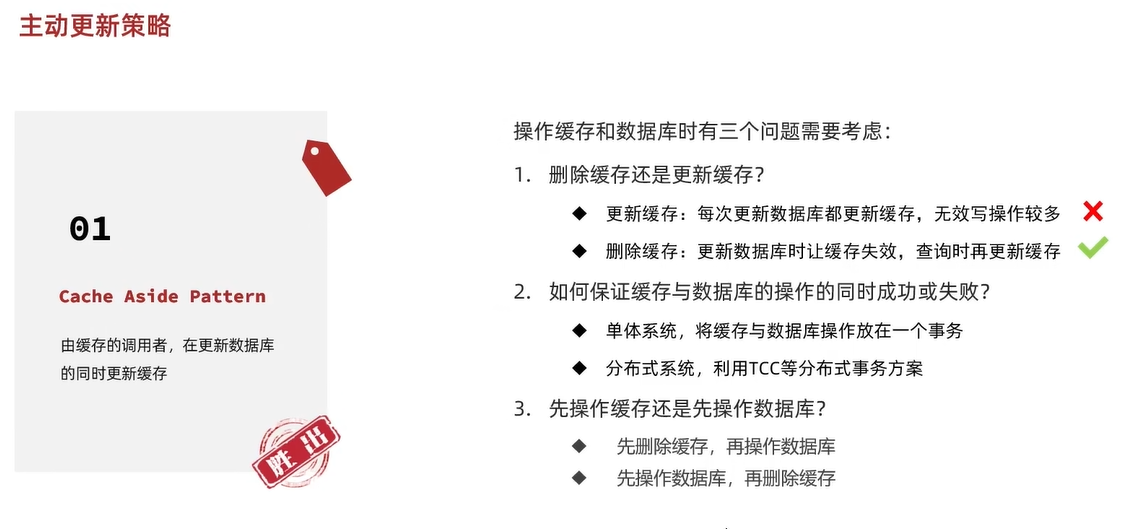 主动更新策略
01
Cache Aside Pattern
由缓存的调用者，在更新数据库
的同时更新缓存
胜出
操作缓存和数据库时有三个问题需要考虑：
1. 删除缓存还是更新缓存？
◆ 更新缓存：每次更新数据库都更新缓存，无效写操作较多
◆ 删除缓存：更新数据库时让缓存失效，查询时再更新缓存
2. 如何保证缓存与数据库的操作的同时成功或失败？
◆ 单体系统，将缓存与数据库操作放在一个事务
◆ 分布式系统，利用TCC等分布式事务方案
3. 先操作缓存还是先操作数据库？
◆ 先删除缓存，再操作数据库
◆ 先操作数据库，再删除缓存